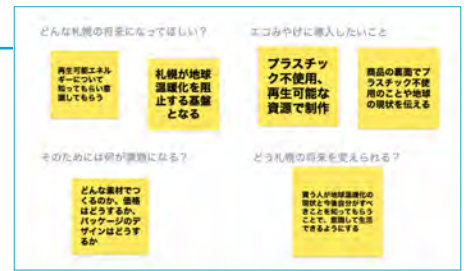 どんな札幌の将来になってほしい？
再生可能エネル
ギーについて
知ってもらい意
識してもらう
札幌が地球
温暖化を阻
止する基盤
となる
エコみやげに導入したいこと
プラスチッ
ク不使用、
再生可能な
資源で制作
商品の裏面でプ
ラスチック不使
用のことや地球
の現状を伝える
そのためには何が課題になる？
どんな素材でつ
くるのか、価格
はどうするか、
パッケージのデ
ザインはどうす
るか
どう札幌の将来を変えられる？
買う人が地球温暖化の
現状と今後自分がすべ
きことを知ってもらう
ことで、意識して生活
できるようにする